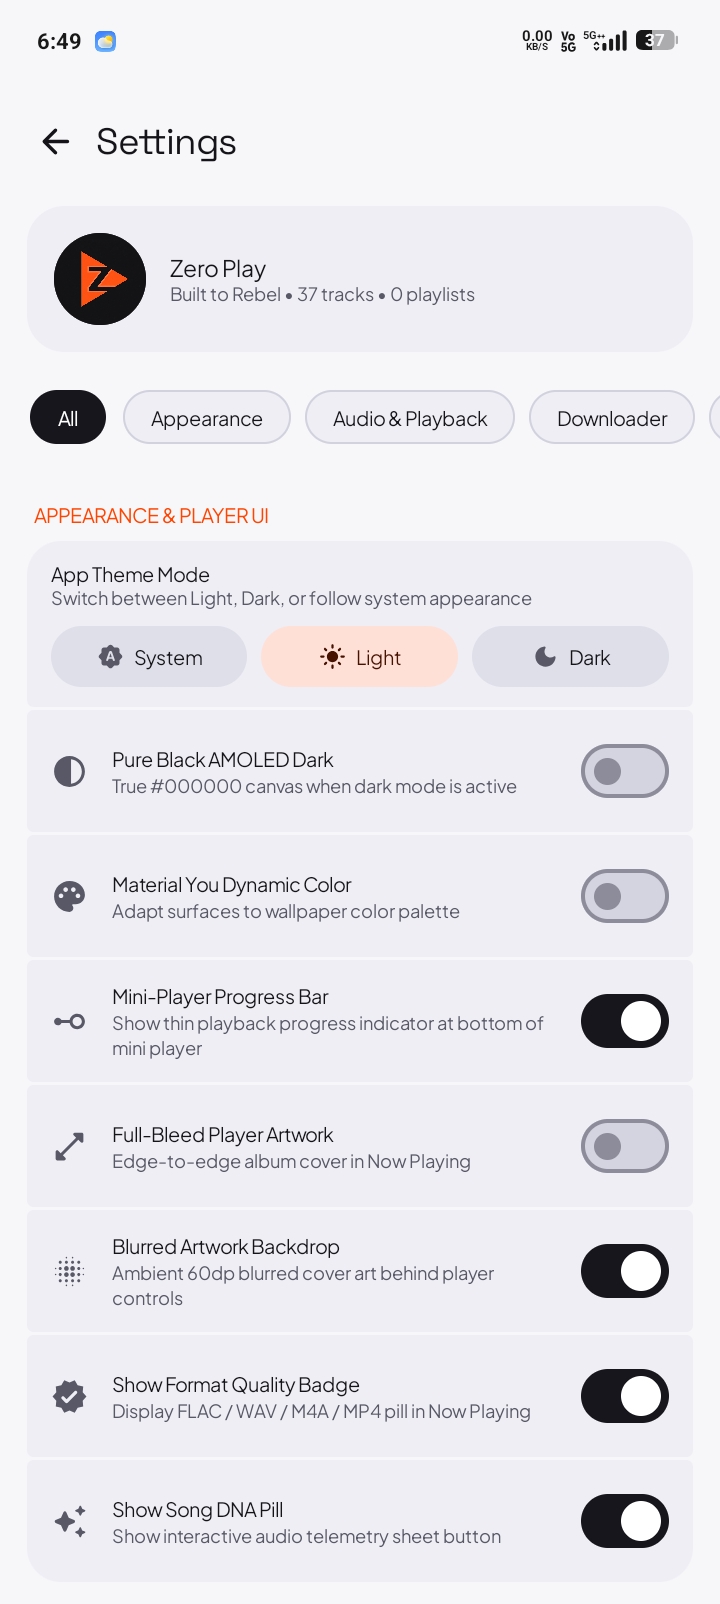 6:49
0.00 KB/S Vo 5G 5G++ 37
Settings
Z
Zero Play
Built to Rebel • 37 tracks • 0 playlists
All Appearance Audio & Playback Downloader
APPEARANCE & PLAYER UI
App Theme Mode
Switch between Light, Dark, or follow system appearance
A System Light Dark
Pure Black AMOLED Dark
True #000000 canvas when dark mode is active
Material You Dynamic Color
Adapt surfaces to wallpaper color palette
Mini-Player Progress Bar
Show thin playback progress indicator at bottom of
mini player
Full-Bleed Player Artwork
Edge-to-edge album cover in Now Playing
Blurred Artwork Backdrop
Ambient 60dp blurred cover art behind player
controls
Show Format Quality Badge
Display FLAC / WAV / M4A / MP4 pill in Now Playing
Show Song DNA Pill
Show interactive audio telemetry sheet button